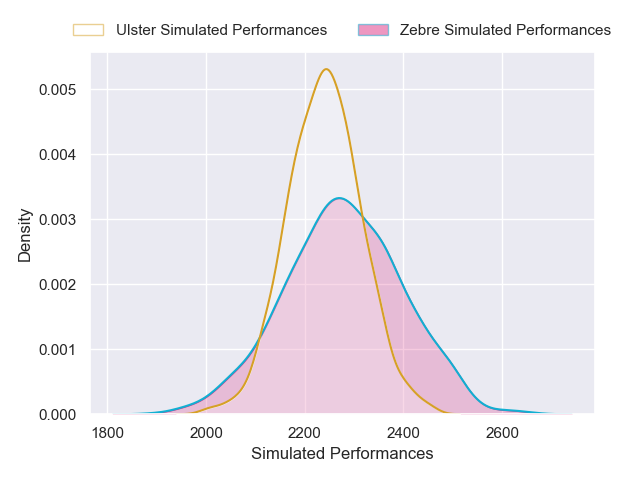 Ulster Simulated Performances
Zebre Simulated Performances
0.005
0.004
0.003
0.002
0.001
0.000
Density
1800
2000
2200
2400
2600
Simulated Performances